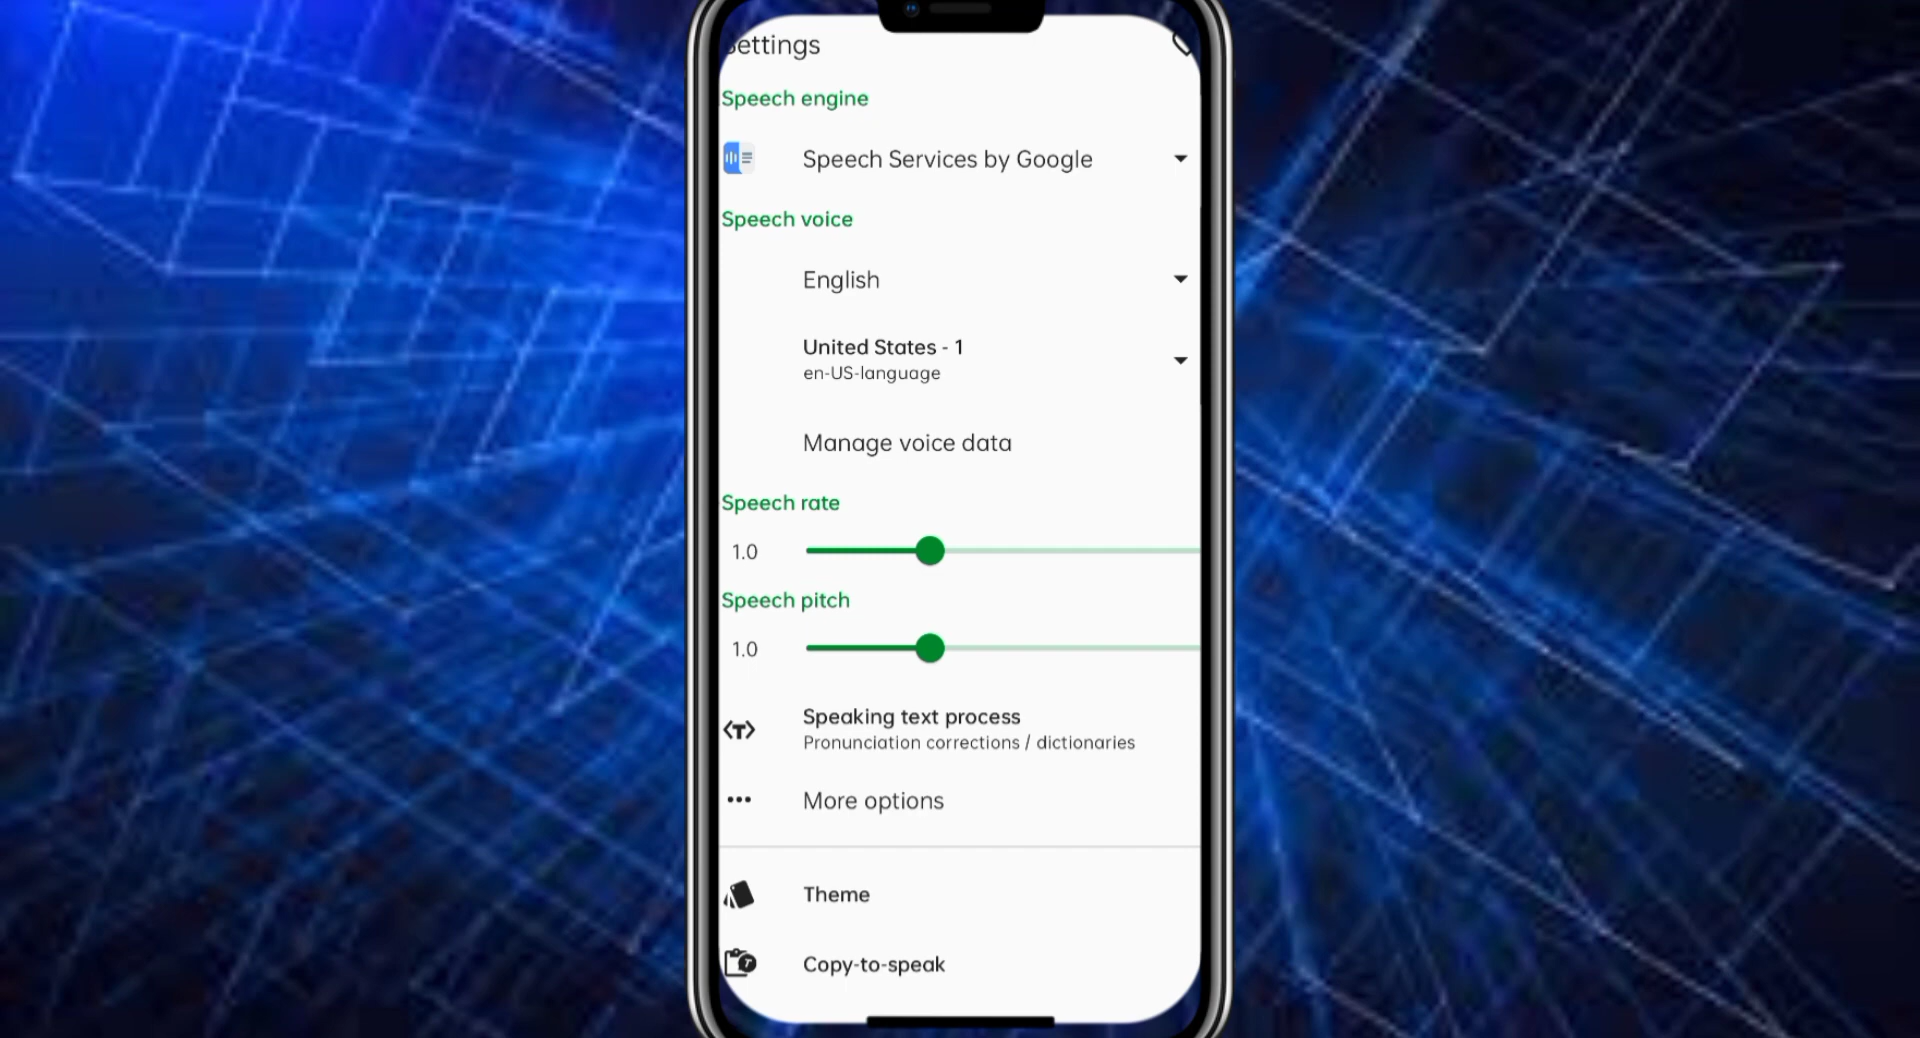 Settings
Speech engine
Speech Services by Google
Speech voice
English
United States - 1
en-US-language
Manage voice data
Speech rate
1.0
Speech pitch
1.0
Speaking text process
Pronunciation corrections / dictionaries
More options
Theme
Copy-to-speak